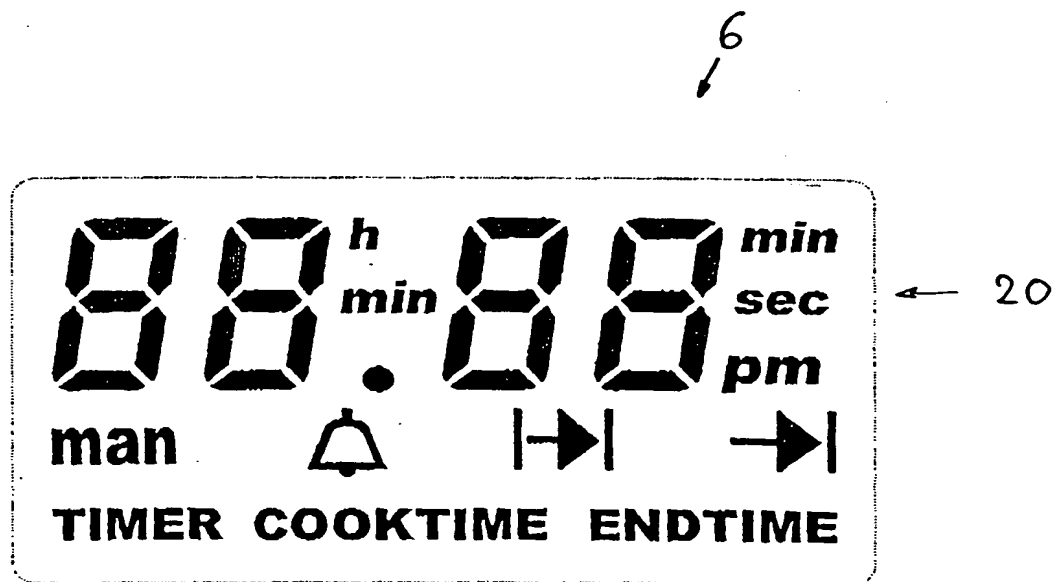 6
88 h 88 min
min sec
. pm
20
man
TIMER COOKTIME ENDTIME